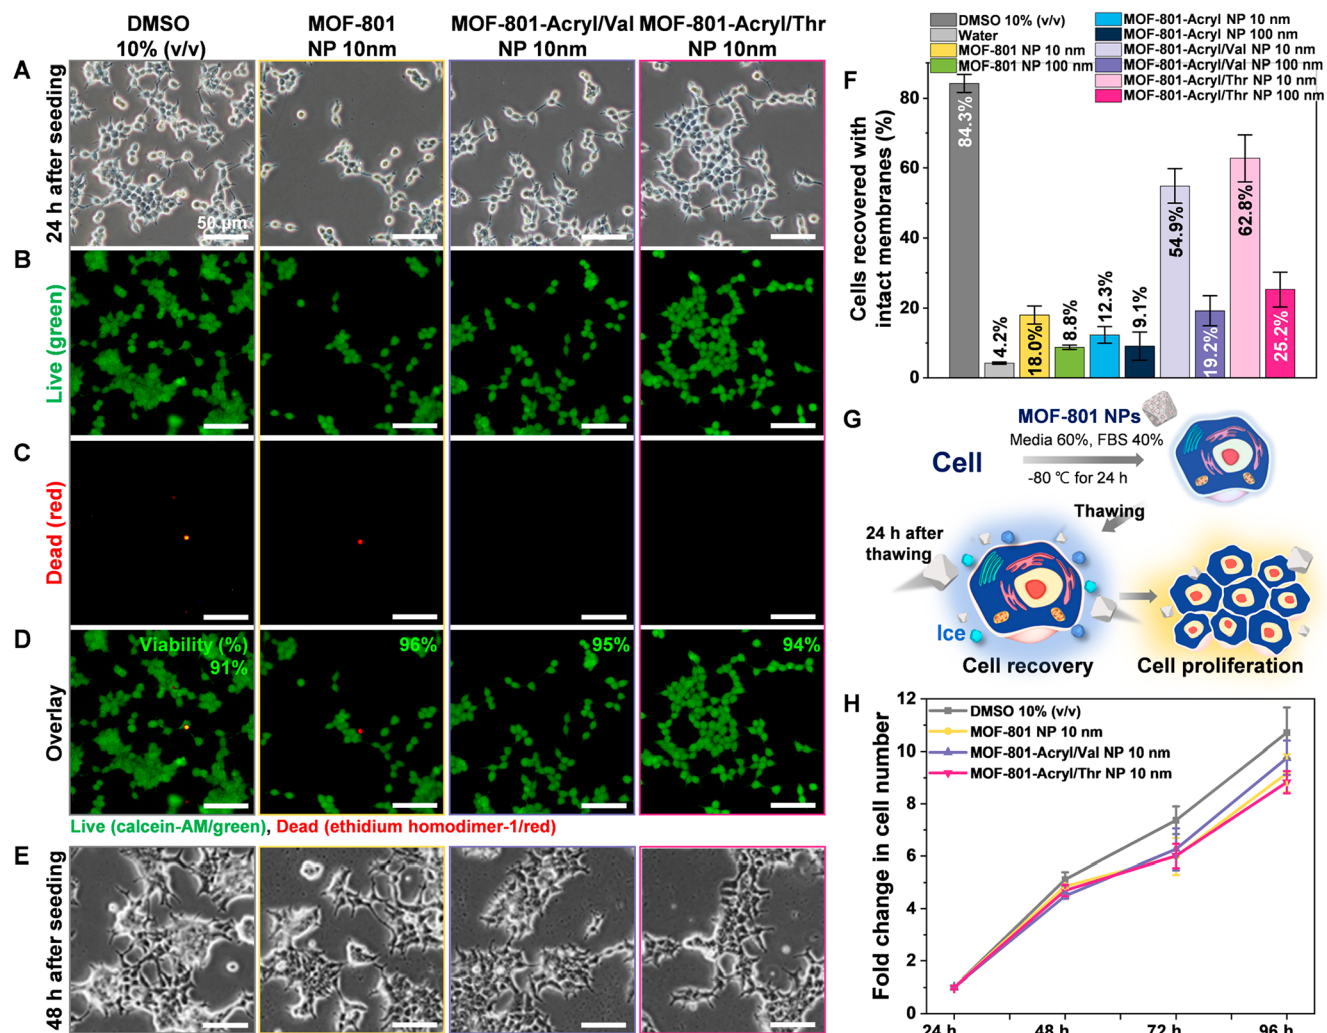 DMSO
10% (v/v)
MOF-801
NP 10nm
MOF-801-Acryl/Val
NP 10nm
MOF-801-Acryl/Thr
NP 10nm
A
24 h after seeding
50 μm
B
Live (green)
C
Dead (red)
D
Overlay
Viability (%)
91%
96%
95%
94%
Live (calcein-AM/green), Dead (ethidium homodimer-1/red)
E
48 h after seeding
F
DMSO 10% (v/v)
Water
MOF-801 NP 10 nm
MOF-801 NP 100 nm
MOF-801-Acryl NP 10 nm
MOF-801-Acryl NP 100 nm
MOF-801-Acryl/Val NP 10 nm
MOF-801-Acryl/Val NP 100 nm
MOF-801-Acryl/Thr NP 10 nm
MOF-801-Acryl/Thr NP 100 nm
Cells recovered with
intact membranes (%)
80
60
40
20
0
84.3%
4.2%
18.0%
8.8%
12.3%
9.1%
54.9%
19.2%
62.8%
25.2%
G
MOF-801 NPs
Media 60%, FBS 40%
Cell
-80 ℃ for 24 h
Thawing
24 h after
thawing
Ice
Cell recovery
Cell proliferation
H
Fold change in cell number
12
10
8
6
4
2
0
DMSO 10% (v/v)
MOF-801 NP 10 nm
MOF-801-Acryl/Val NP 10 nm
MOF-801-Acryl/Thr NP 10 nm
24 h
48 h
72 h
96 h